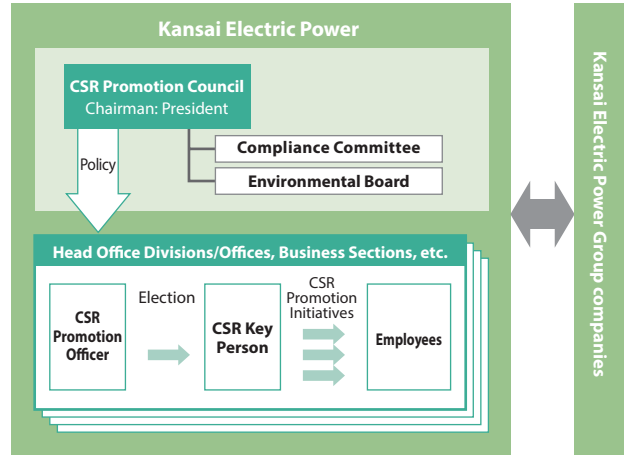 Kansai Electric Power
CSR Promotion Council
Chairman: President
Policy
Compliance Committee
Environmental Board
Head Office Divisions/Offices, Business Sections, etc.
CSR
Promotion
Officer
Election
CSR Key
Person
CSR
Promotion
Initiatives
Employees
Kansai Electric Power Group companies